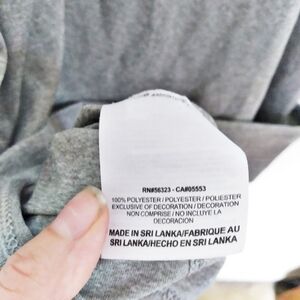 RN#56323 - CA#05553
100% POLYESTER / POLYESTER / POLIESTER
EXCLUSIVE OF DECORATION / DECORATION
NON COMPRISE / NO INCLUYE LA
DECORACION
MADE IN SRI LANKA/FABRIQUE AU
SRI LANKA/HECHO EN SRI LANKA